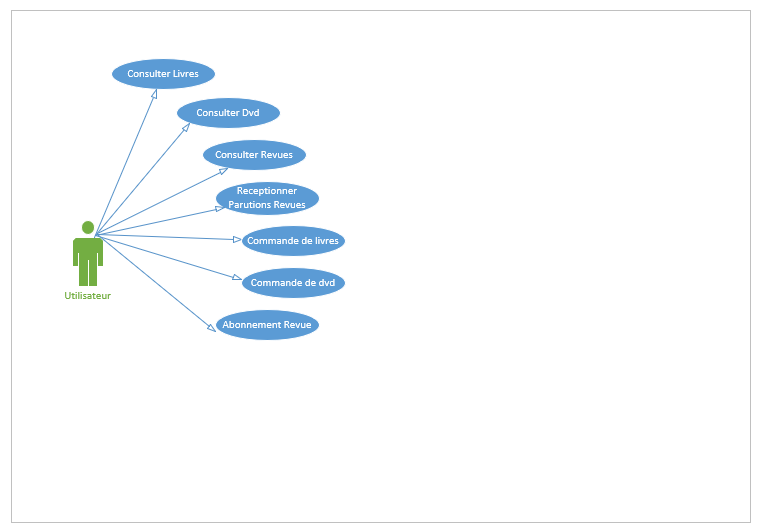 Consulter Livres
Consulter Dvd
Consulter Revues
Receptionner
Parutions Revues
Commande de livres
Commande de dvd
Abonnement Revue
Utilisateur